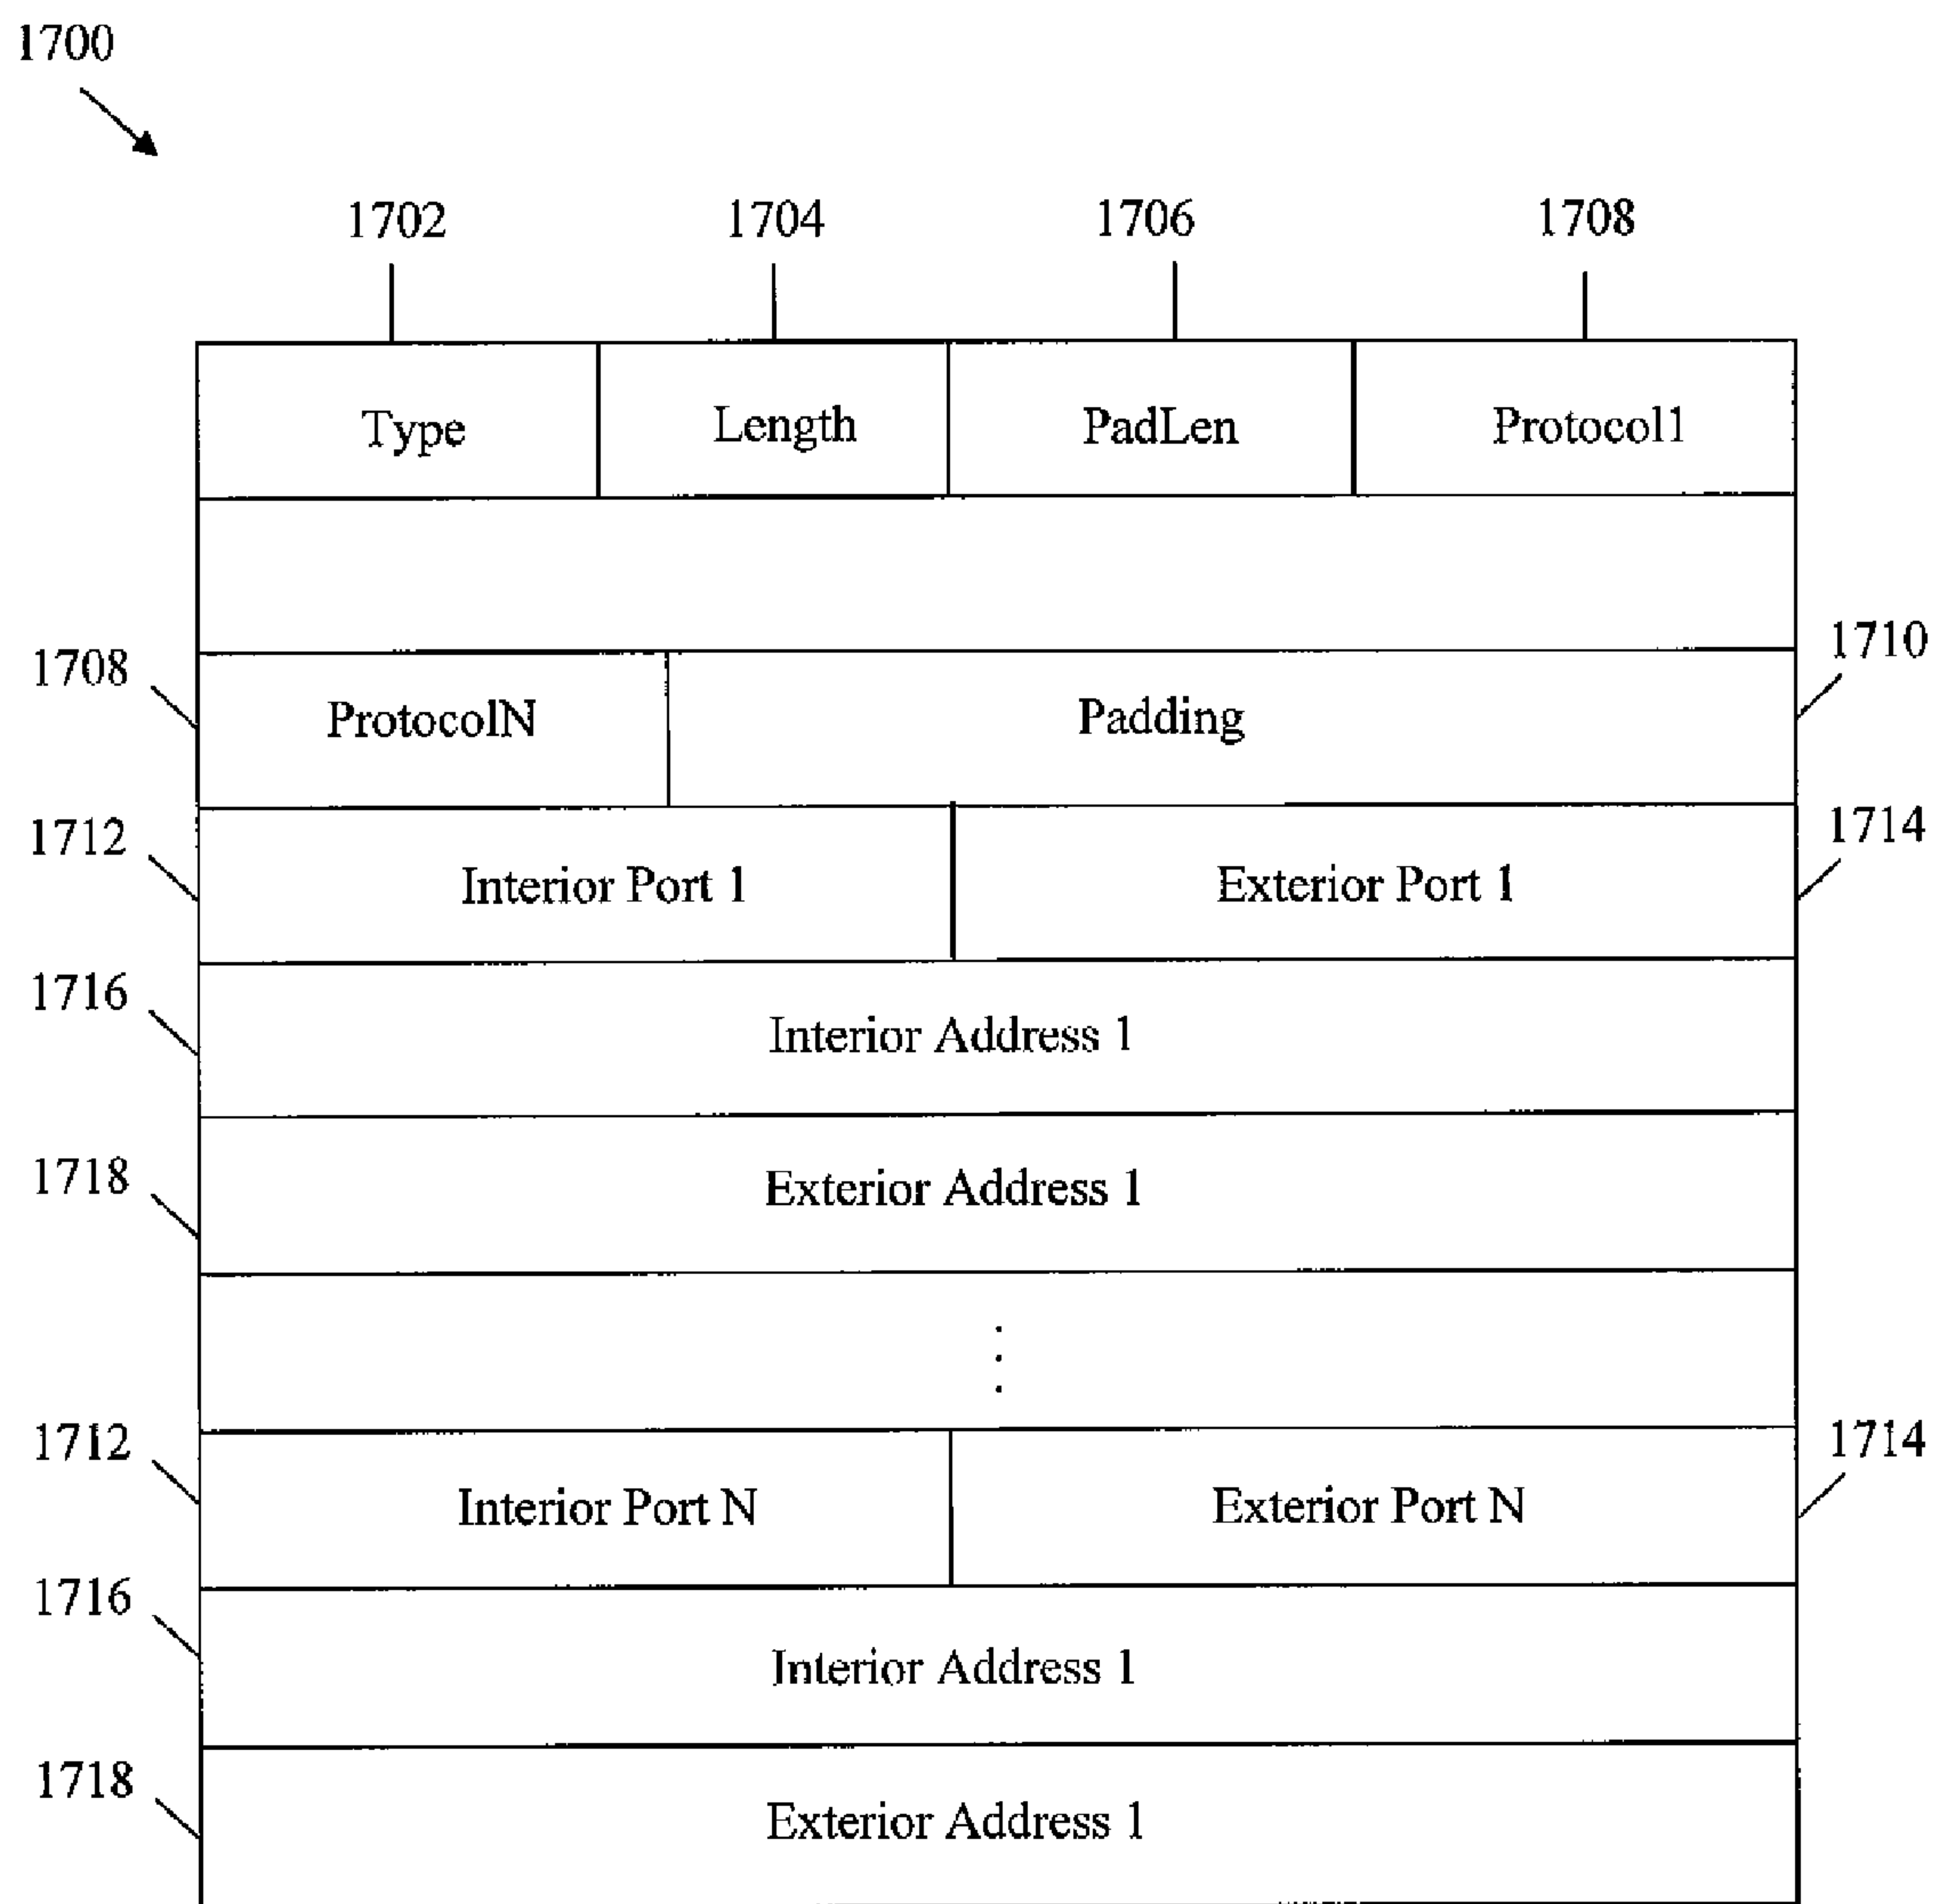 1700
1702 1704 1706 1708
Type Length PadLen Protocol1
1708 ProtocolN Padding 1710
1712 Interior Port 1 Exterior Port 1 1714
1716 Interior Address 1
1718 Exterior Address 1
1712 Interior Port N Exterior Port N 1714
1716 Interior Address 1
1718 Exterior Address 1